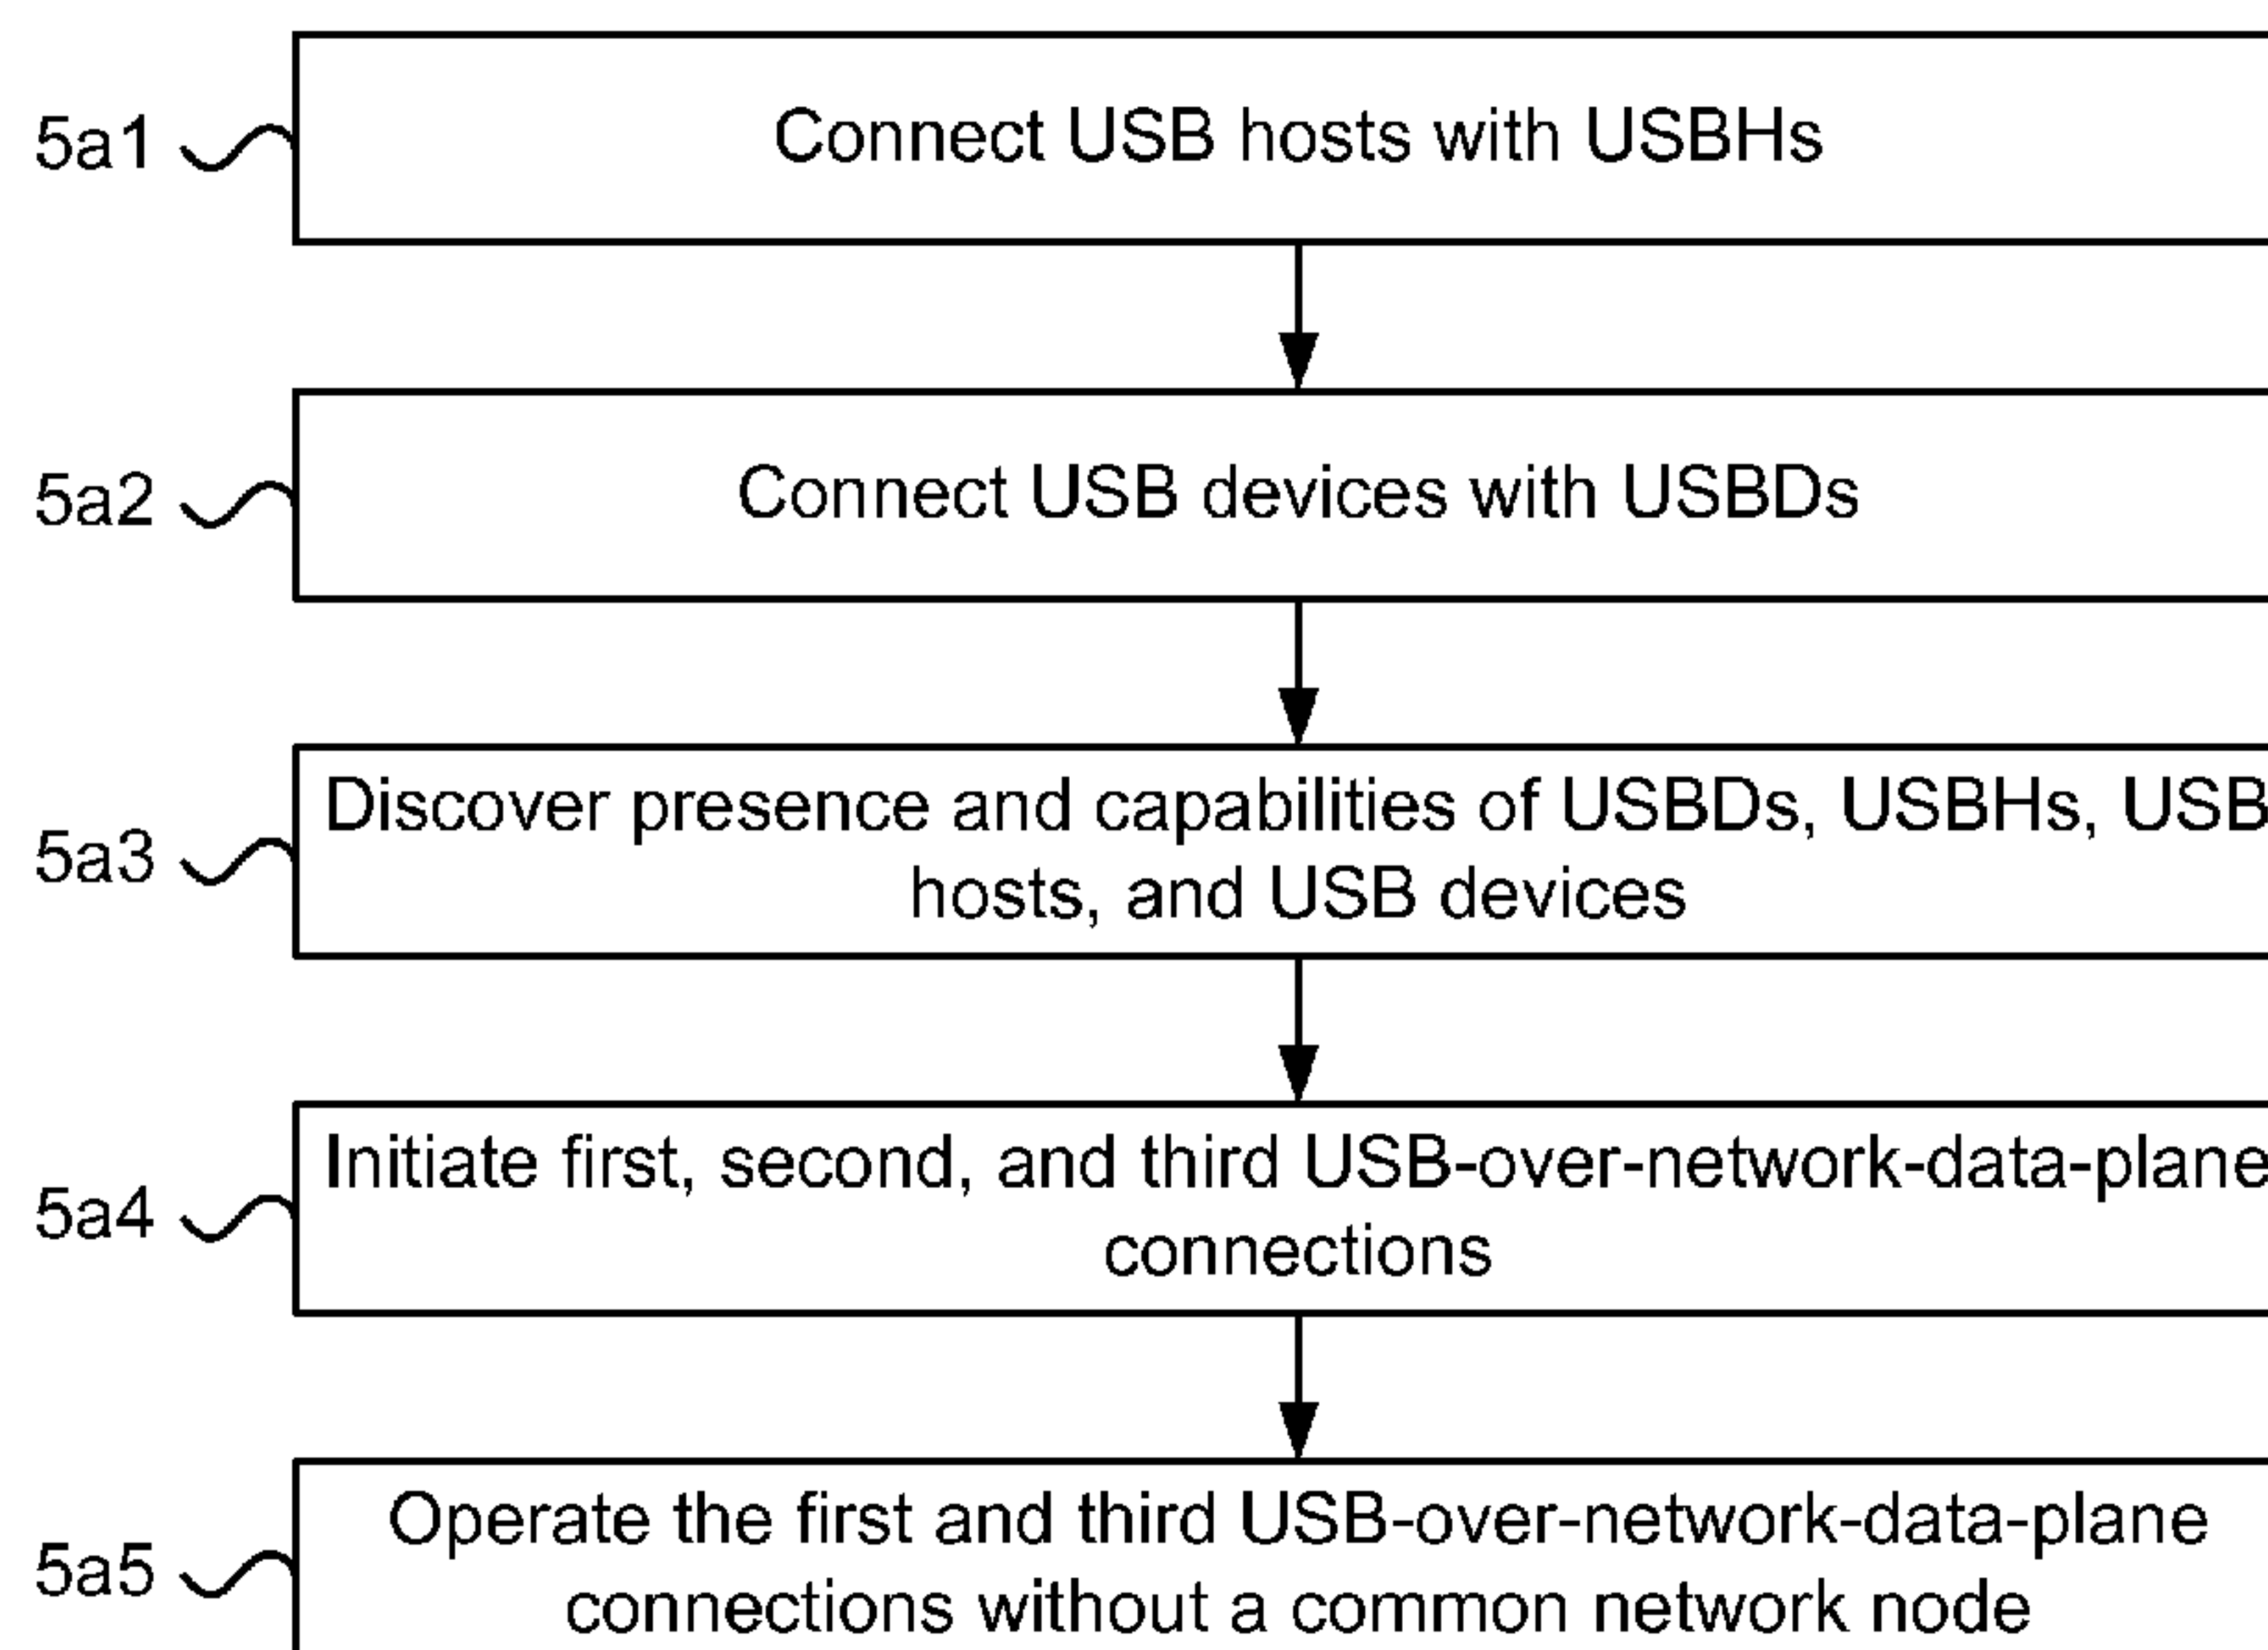 5a1
Connect USB hosts with USBHs
5a2
Connect USB devices with USBDs
5a3
Discover presence and capabilities of USBDs, USBHs, USB
hosts, and USB devices
5a4
Initiate first, second, and third USB-over-network-data-plane
connections
5a5
Operate the first and third USB-over-network-data-plane
connections without a common network node